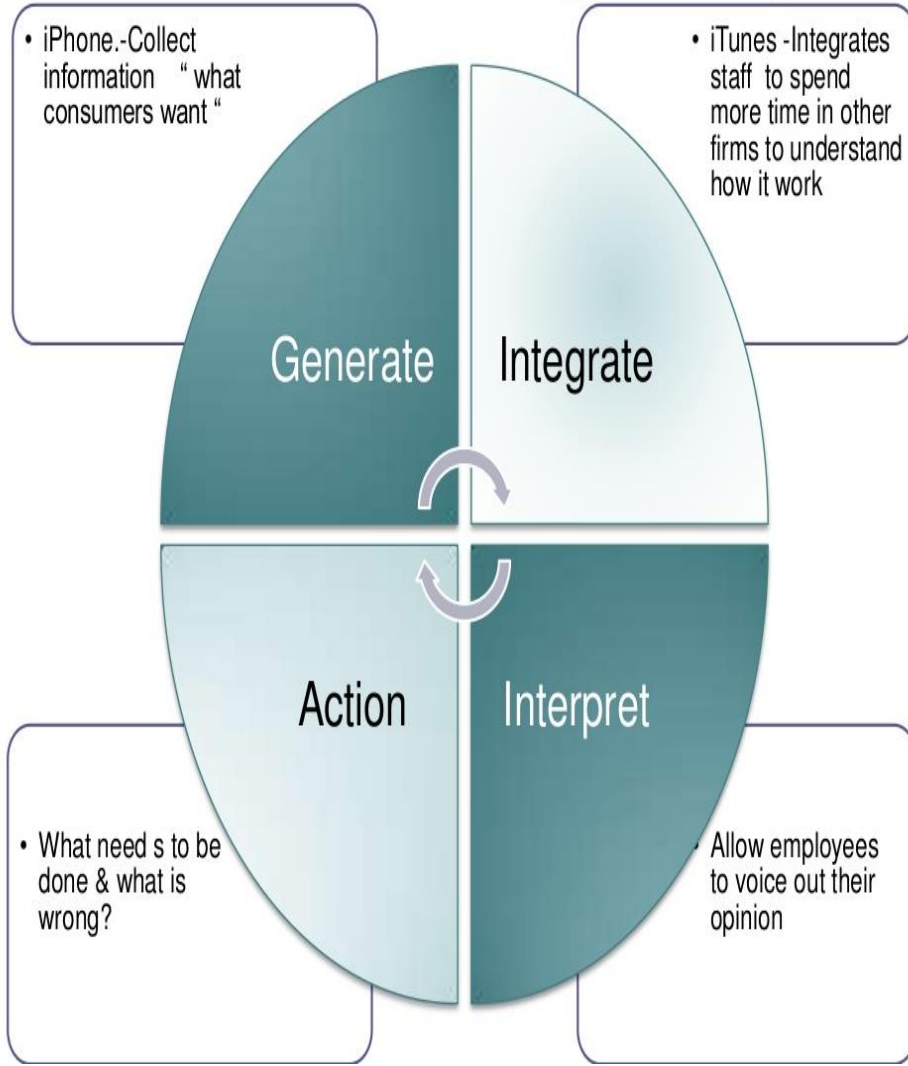 • iPhone.-Collect
information “ what
consumers want “
• iTunes -Integrates
staff to spend
more time in other
firms to understand
how it work
Generate
Integrate
Action
Interpret
• What need s to be
done & what is
wrong?
• Allow employees
to voice out their
opinion